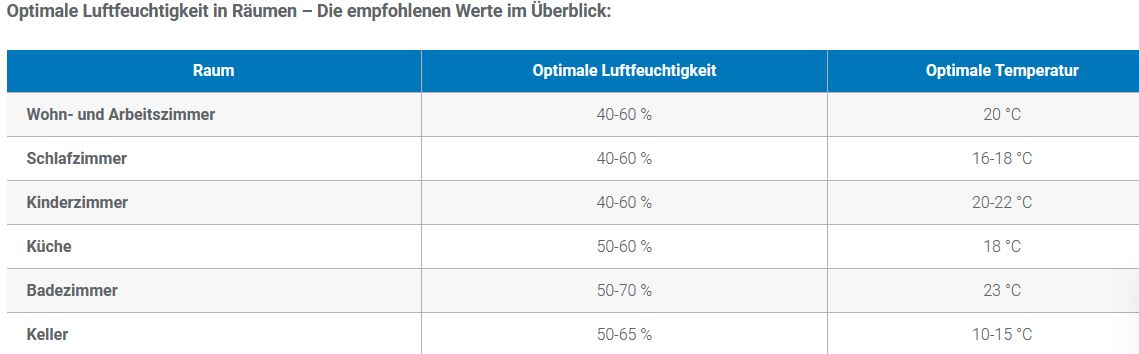 Optimale Luftfeuchtigkeit in Räumen – Die empfohlenen Werte im Überblick:
Raum Optimale Luftfeuchtigkeit Optimale Temperatur
Wohn- und Arbeitszimmer 40-60 % 20 °C
Schlafzimmer 40-60 % 16-18 °C
Kinderzimmer 40-60 % 20-22 °C
Küche 50-60 % 18 °C
Badezimmer 50-70 % 23 °C
Keller 50-65 % 10-15 °C